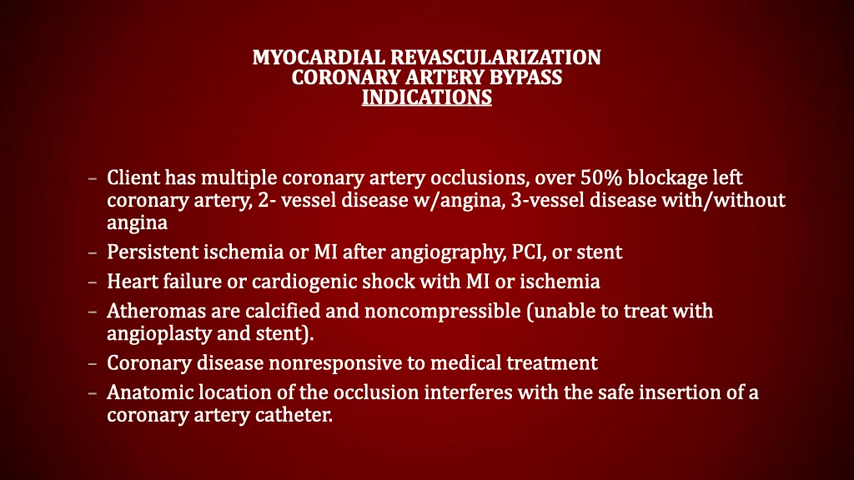 MYOCARDIAL REVASCULARIZATION
CORONARY ARTERY BYPASS
INDICATIONS
– Client has multiple coronary artery occlusions, over 50% blockage left
coronary artery, 2- vessel disease w/angina, 3-vessel disease with/without
angina
– Persistent ischemia or MI after angiography, PCI, or stent
– Heart failure or cardiogenic shock with MI or ischemia
– Atheromas are calcified and noncompressible (unable to treat with
angioplasty and stent).
– Coronary disease nonresponsive to medical treatment
– Anatomic location of the occlusion interferes with the safe insertion of a
coronary artery catheter.